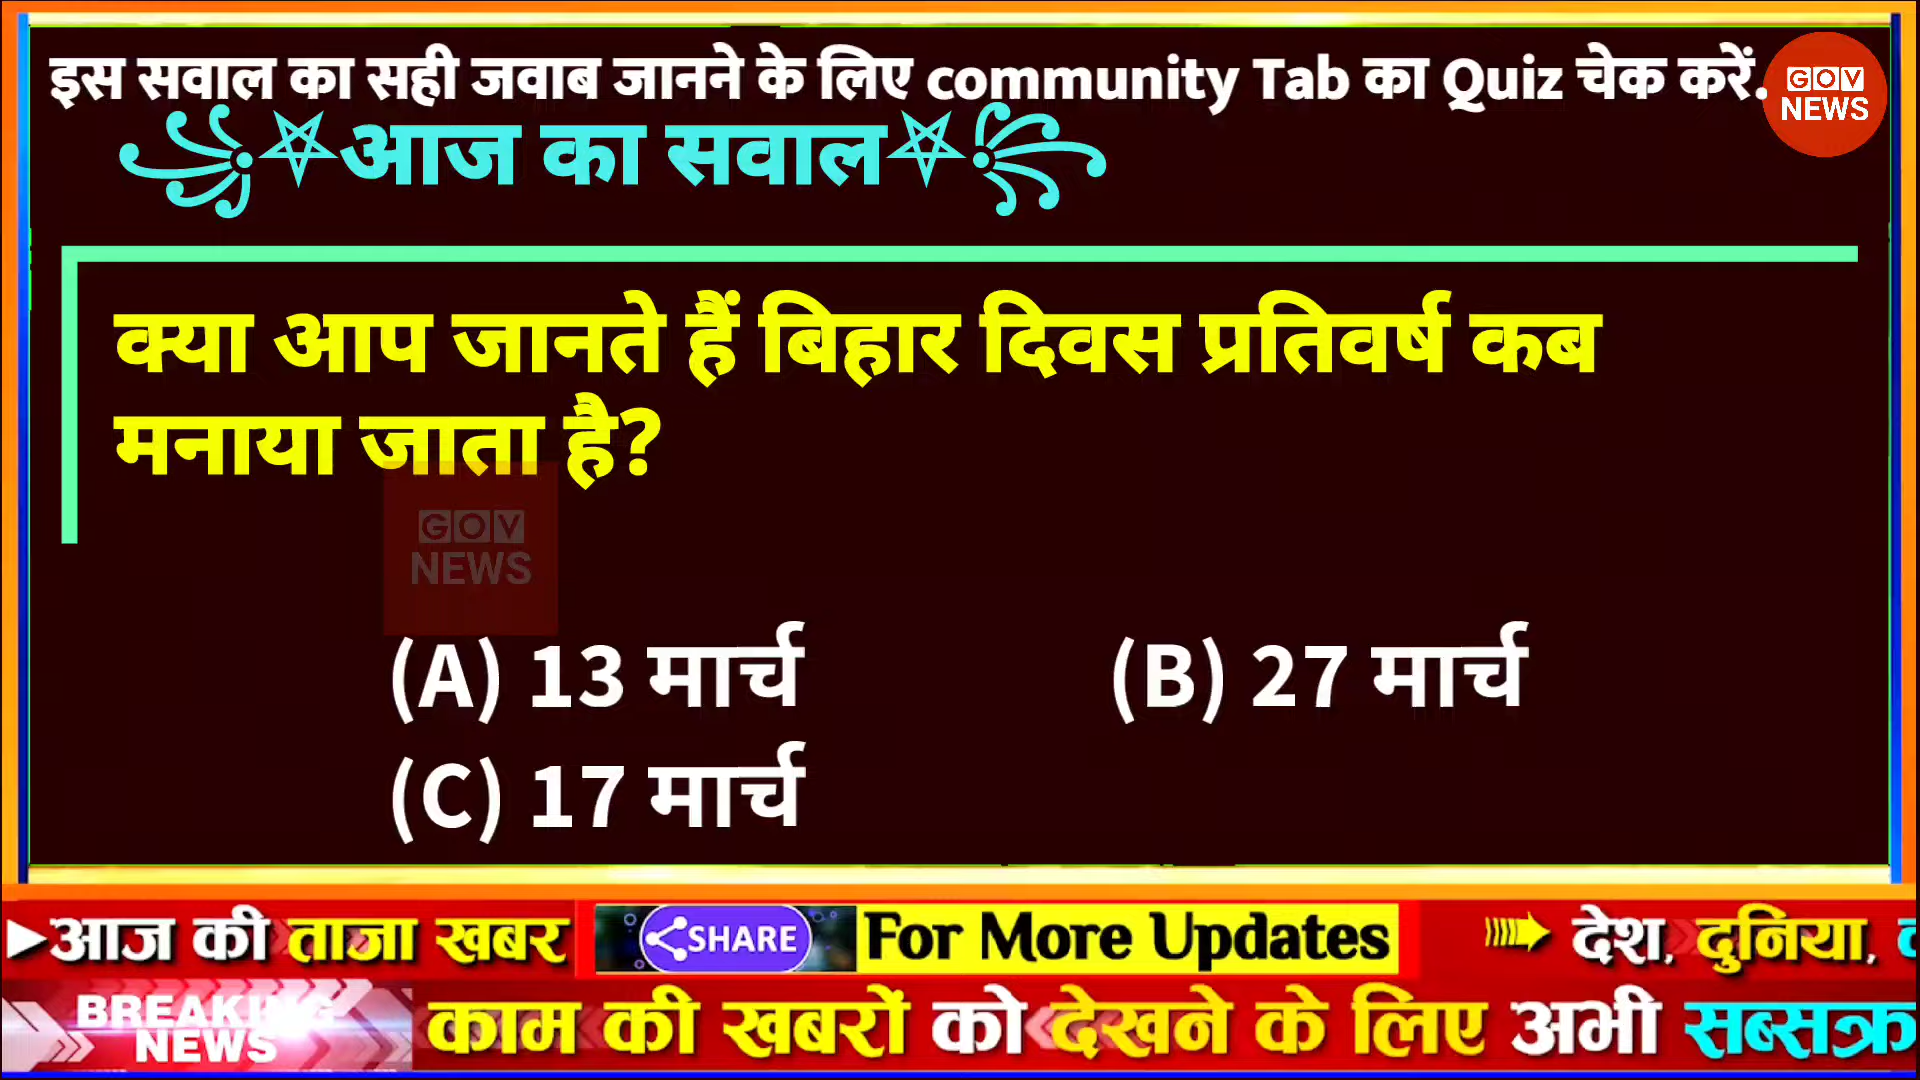 इस सवाल का सही जवाब जानने के लिए community Tab का Quiz चेक करें.
GOV
NEWS
आज का सवाल
क्या आप जानते हैं बिहार दिवस प्रतिवर्ष कब
मनाया जाता है?
GOV
NEWS
(A) 13 मार्च
(B) 27 मार्च
(C) 17 मार्च
आज की ताजा खबर
SHARE
For More Updates
देश, दुनिया,
BREAKING
NEWS
काम की खबरों को देखने के लिए अभी